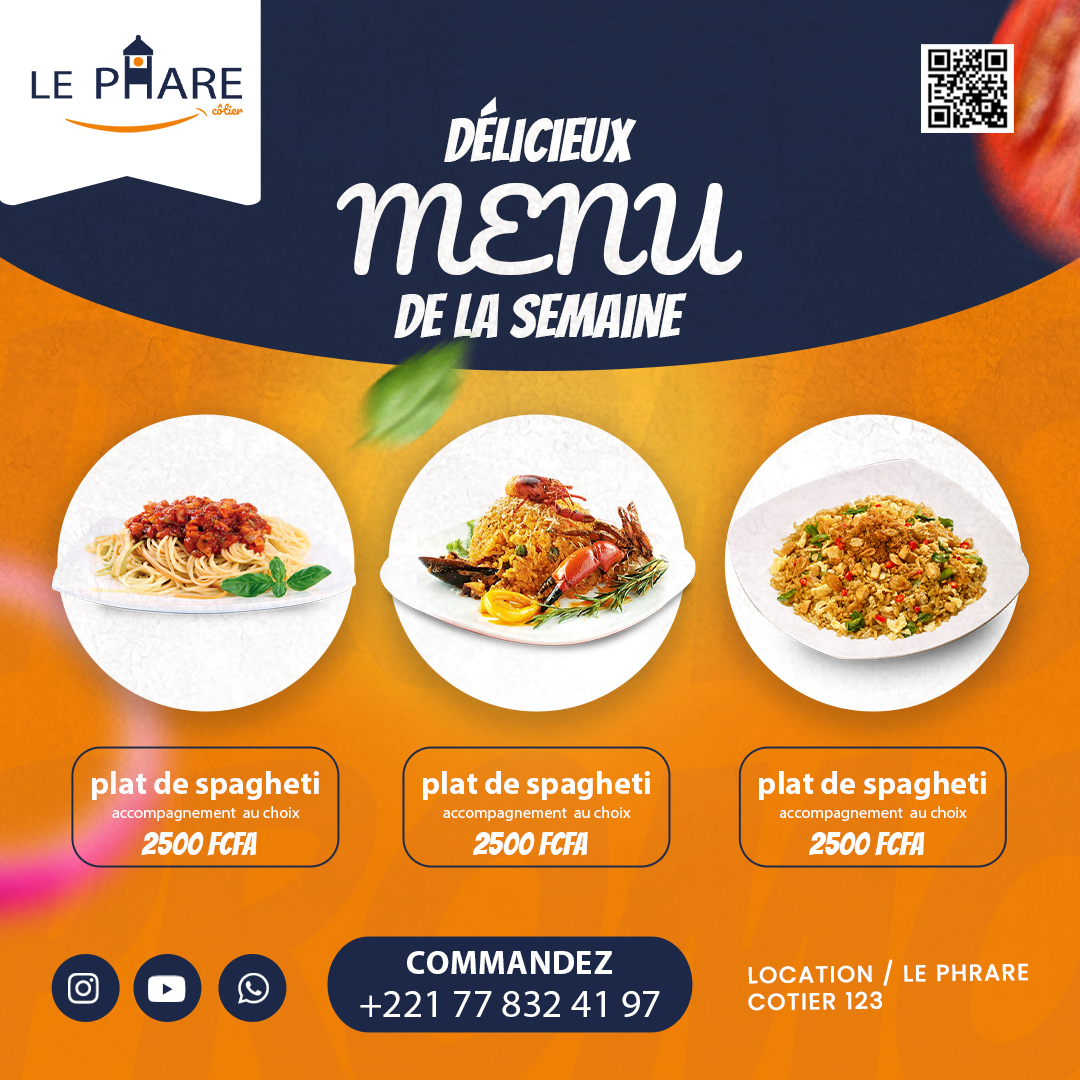 LE PHARE
côtier
DÉLICIEUX
MENU
DE LA SEMAINE
plat de spagheti
accompagnement au choix
2500 FCFA
plat de spagheti
accompagnement au choix
2500 FCFA
plat de spagheti
accompagnement au choix
2500 FCFA
PROMO
COMMANDEZ
+221 77 832 41 97
LOCATION / LE PHRARE
COTIER 123